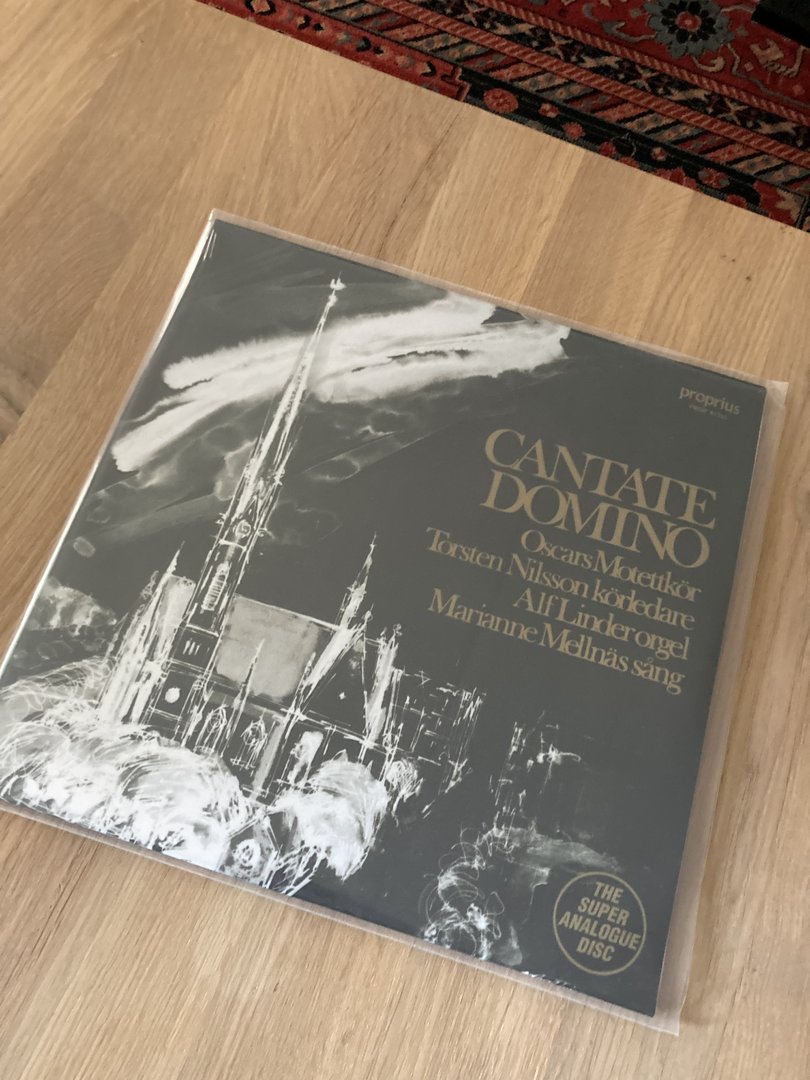 proprius
CANTATE
DOMINO
Oscars Motettkör
Torsten Nilsson körledare
Alf Linder orgel
Marianne Mellnäs sång
THE
SUPER
ANALOGUE
DISC